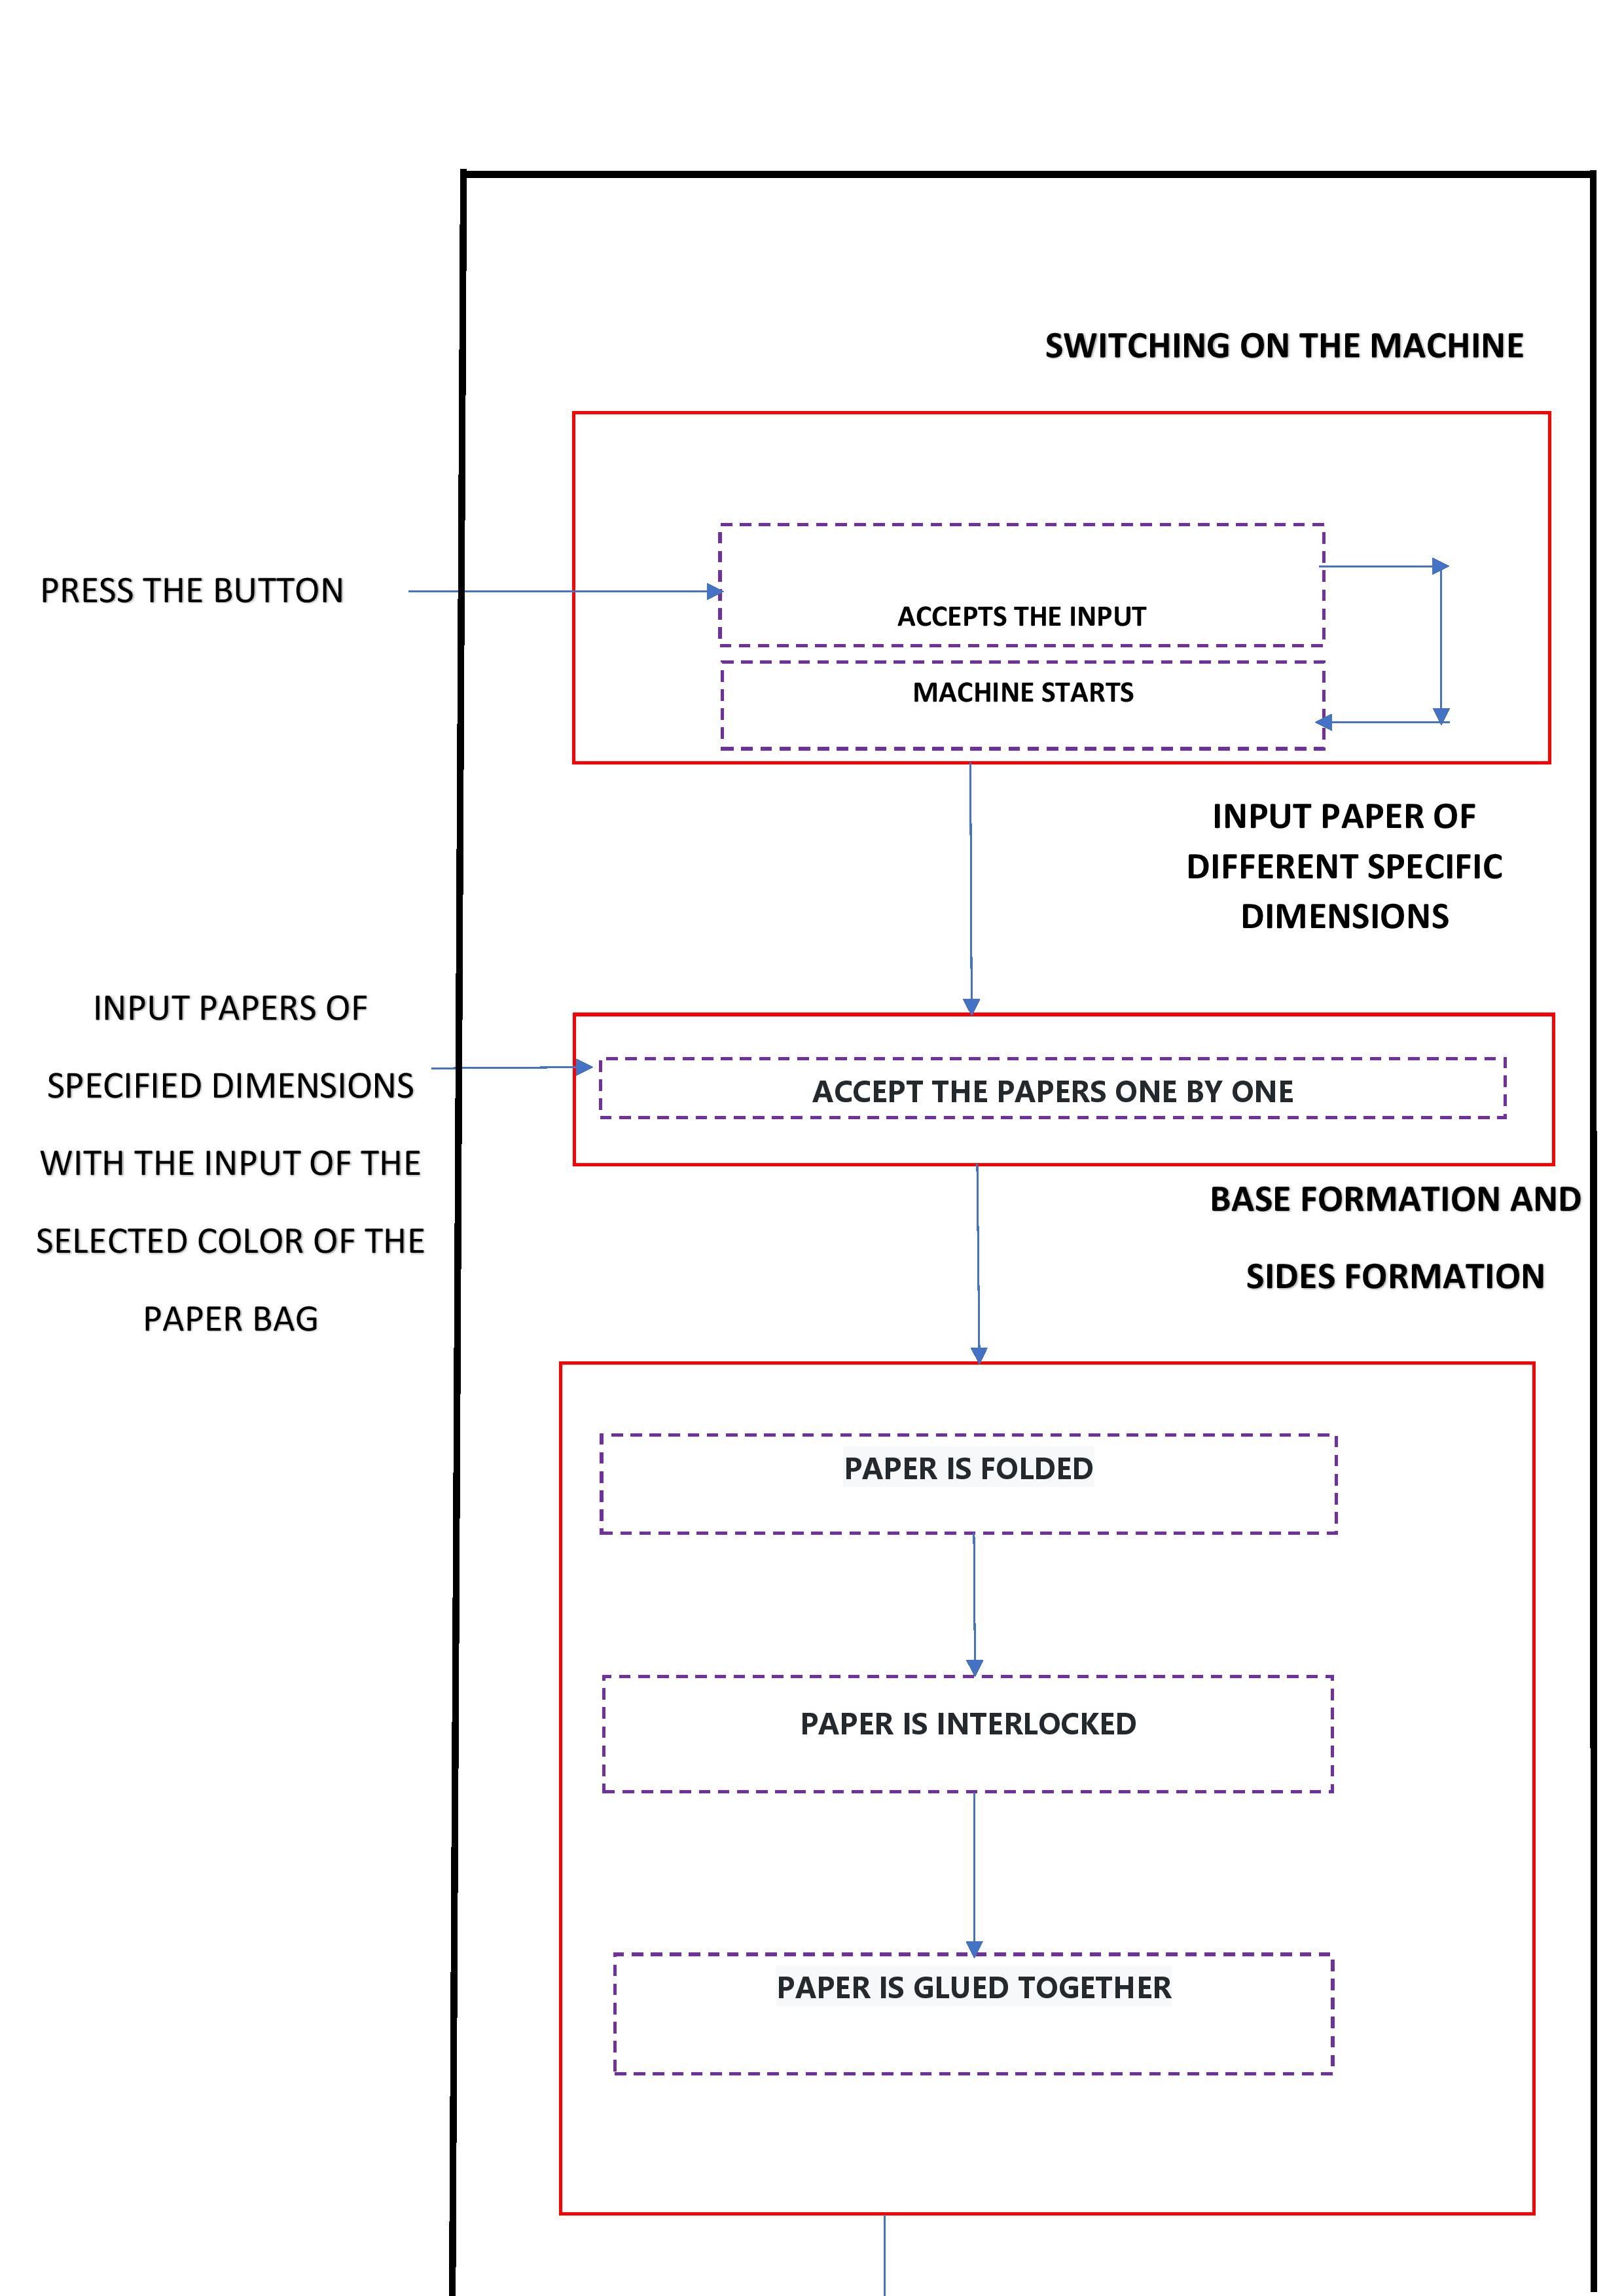 SWITCHING ON THE MACHINE
PRESS THE BUTTON
ACCEPTS THE INPUT
MACHINE STARTS
INPUT PAPER OF
DIFFERENT SPECIFIC
DIMENSIONS
INPUT PAPERS OF
SPECIFIED DIMENSIONS
WITH THE INPUT OF THE
SELECTED COLOR OF THE
PAPER BAG
ACCEPT THE PAPERS ONE BY ONE
BASE FORMATION AND
SIDES FORMATION
PAPER IS FOLDED
PAPER IS INTERLOCKED
PAPER IS GLUED TOGETHER